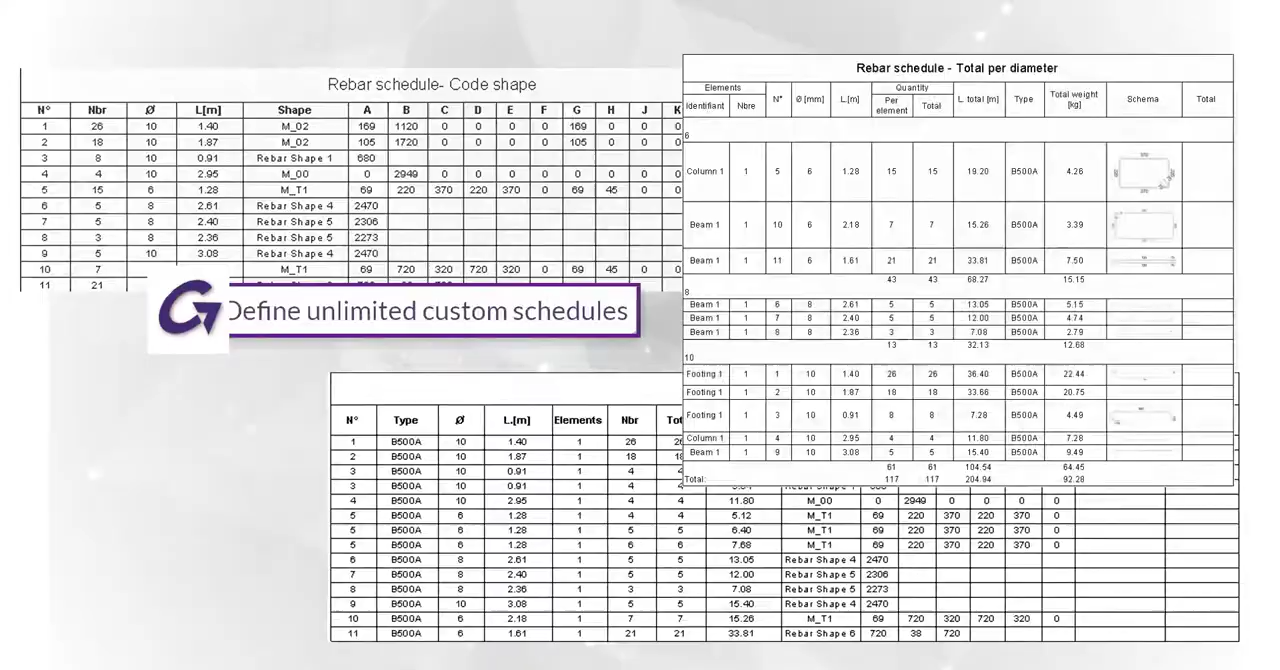 Rebar schedule- Code shape
N° Nbr Ø L[m] Shape A B C D E F G H J K
1 26 10 1.40 M_02 169 1120 0 0 0 0 169 0 0 0
2 18 10 1.87 M_02 105 1720 0 0 0 0 105 0 0 0
3 8 10 0.91 Rebar Shape 1 680
4 4 10 2.95 M_00 0 2949 0 0 0 0 0 0 0 0
5 15 6 1.28 M_T1 69 220 370 220 370 0 69 45 0 0
6 5 8 2.61 Rebar Shape 4 2470
7 5 8 2.40 Rebar Shape 5 2306
8 3 8 2.36 Rebar Shape 5 2273
9 5 10 3.08 Rebar Shape 4 2470
10 7 M_T1 69 720 320 720 320 0 69 45 0 0
11 21
Define unlimited custom schedules
Rebar schedule - Total per diameter
Elements Quantity
Identifiant Nbre N° Ø [mm] L.[m] Per element Total L. total [m] Type Total weight [kg] Schema Total
6
Column 1 1 5 6 1.28 15 15 19.20 B500A 4.26
Beam 1 1 10 6 2.18 7 7 15.26 B500A 3.39
Beam 1 1 11 6 1.61 21 21 33.81 B500A 7.50
43 43 68.27 15.15
8
Beam 1 1 6 8 2.61 5 5 13.05 B500A 5.15
Beam 1 1 7 8 2.40 5 5 12.00 B500A 4.74
Beam 1 1 8 8 2.36 3 3 7.08 B500A 2.79
13 13 32.13 12.68
10
Footing 1 1 1 10 1.40 26 26 36.40 B500A 22.44
Footing 1 1 2 10 1.87 18 18 33.66 B500A 20.75
Footing 1 1 3 10 0.91 8 8 7.28 B500A 4.49
Column 1 1 4 10 2.95 4 4 11.80 B500A 7.28
Beam 1 1 9 10 3.08 5 5 15.40 B500A 9.49
61 61 104.54 64.45
Total: 117 117 204.94 92.28
N° Type Ø L.[m] Elements Nbr Tot
1 B500A 10 1.40 1 26
2 B500A 10 1.87 1 18
3 B500A 10 0.91 1 4
3 B500A 10 0.91 1 4 4
4 B500A 10 2.95 1 4 4 11.80 M_00 0 2949 0 0 0 0
5 B500A 6 1.28 1 4 4 5.12 M_T1 69 220 370 220 370 0
5 B500A 6 1.28 1 5 5 6.40 M_T1 69 220 370 220 370 0
5 B500A 6 1.28 1 6 6 7.68 M_T1 69 220 370 220 370 0
6 B500A 8 2.61 1 5 5 13.05 Rebar Shape 4 2470
7 B500A 8 2.40 1 5 5 12.00 Rebar Shape 5 2306
8 B500A 8 2.36 1 3 3 7.08 Rebar Shape 5 2273
9 B500A 10 3.08 1 5 5 15.40 Rebar Shape 4 2470
10 B500A 6 2.18 1 7 7 15.26 M_T1 69 720 320 720 320 0
11 B500A 6 1.61 1 21 21 33.81 Rebar Shape 6 720 38 720